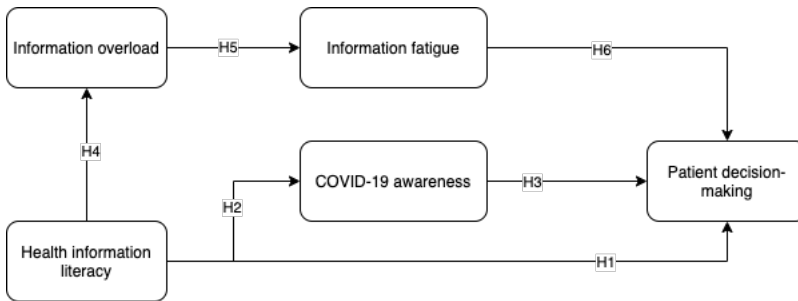 Information overload
H5
Information fatigue
H6
H4
COVID-19 awareness
H3
Patient decision-
making
H2
Health information
literacy
H1